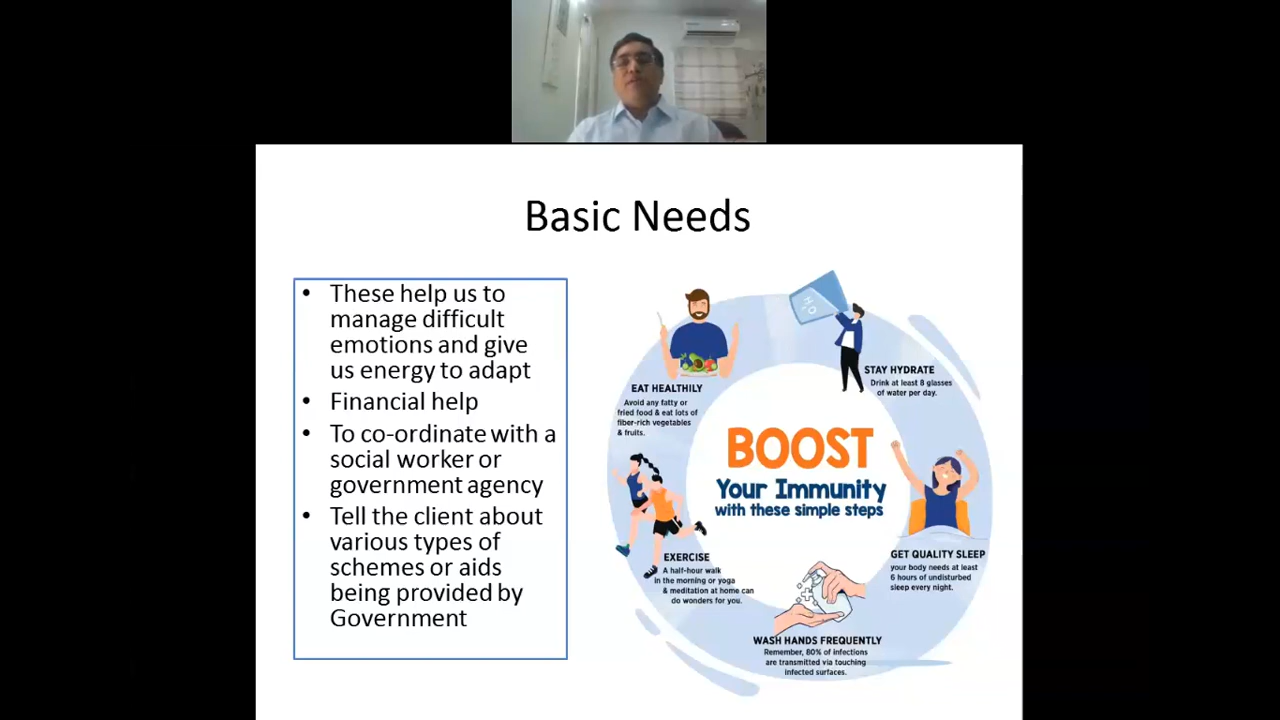 Basic Needs
• These help us to
manage difficult
emotions and give
us energy to adapt
• Financial help
• To co-ordinate with a
social worker or
government agency
• Tell the client about
various types of
schemes or aids
being provided by
Government
H₂O
STAY HYDRATE
Drink at least 8 glasses
of water per day.
EAT HEALTHILY
Avoid any fatty or
fried food & eat lots of
fiber-rich vegetables
& fruits.
BOOST
Your Immunity
with these simple steps
GET QUALITY SLEEP
your body needs at least
6 hours of undisturbed
sleep every night.
EXERCISE
A half-hour walk
in the morning or yoga
& meditation at home can
do wonders for you.
WASH HANDS FREQUENTLY
Remember, 80% of infections
are transmitted via touching
infected surfaces.